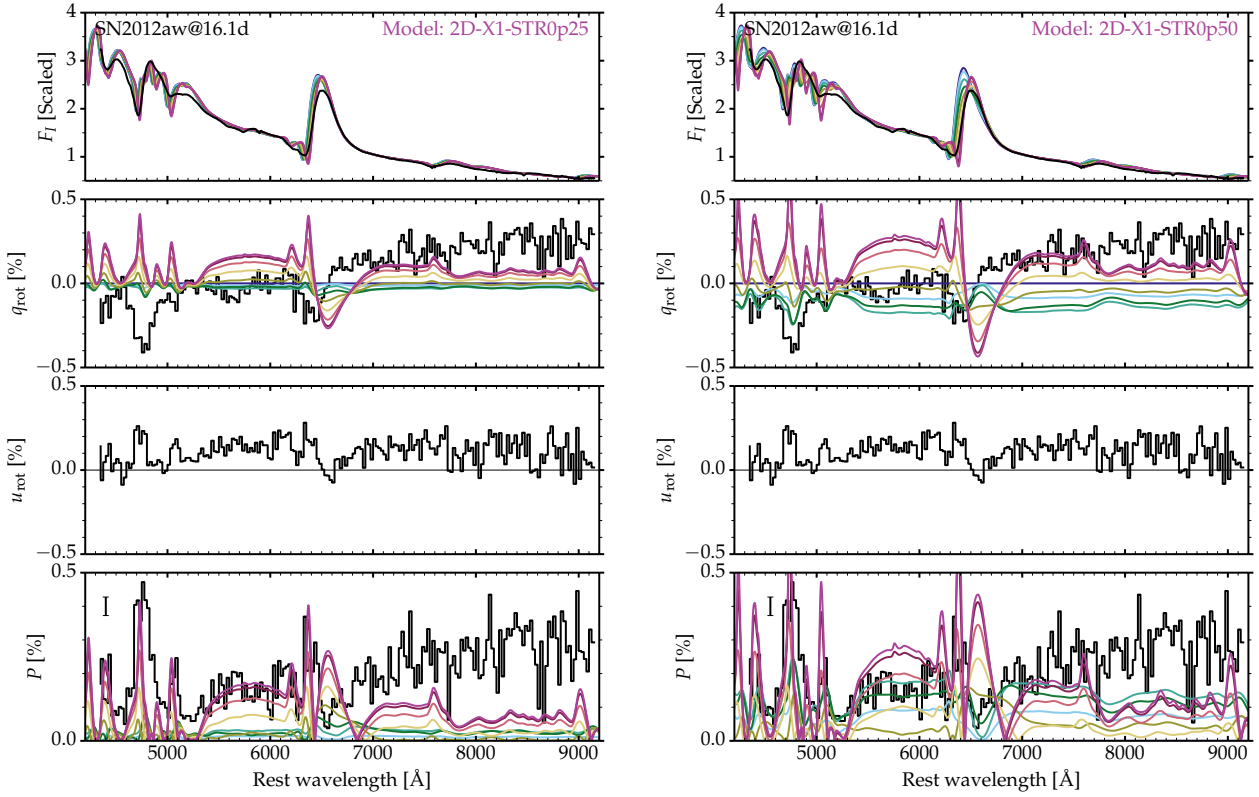 SN2012aw@16.1d
Model: 2D-X1-STR0p25
F_I [Scaled]
4
3
2
1
q_rot [%]
0.5
0.0
−0.5
u_rot [%]
0.5
0.0
−0.5
P [%]
0.5
0.0
5000 6000 7000 8000 9000
Rest wavelength [Å]
SN2012aw@16.1d
Model: 2D-X1-STR0p50
F_I [Scaled]
4
3
2
1
q_rot [%]
0.5
0.0
−0.5
u_rot [%]
0.5
0.0
−0.5
P [%]
0.5
0.0
5000 6000 7000 8000 9000
Rest wavelength [Å]